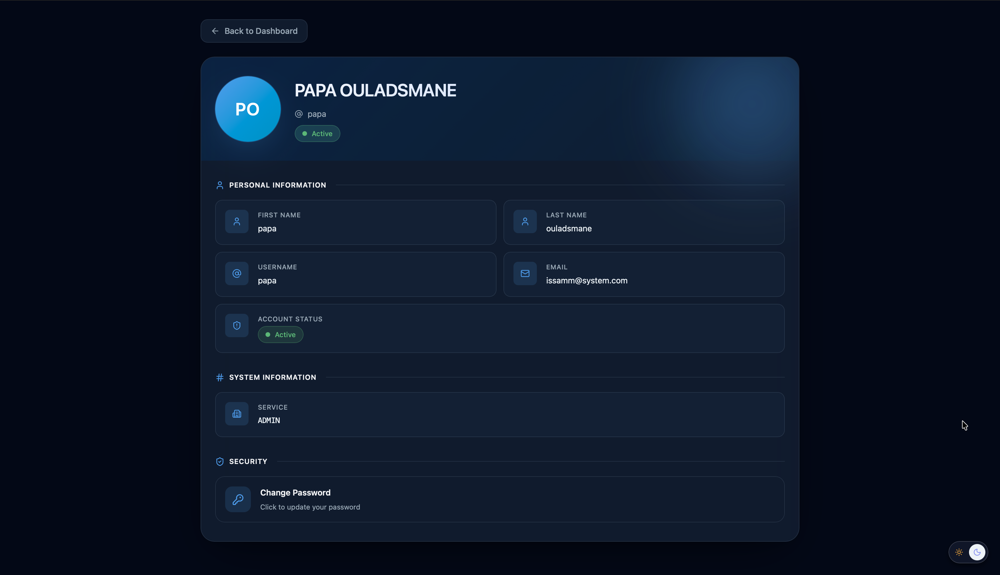 Back to Dashboard
PO
PAPA OULADSMANE
@ papa
Active
PERSONAL INFORMATION
FIRST NAME
papa
LAST NAME
ouladsmane
USERNAME
papa
EMAIL
issamm@system.com
ACCOUNT STATUS
Active
# SYSTEM INFORMATION
SERVICE
ADMIN
SECURITY
Change Password
Click to update your password